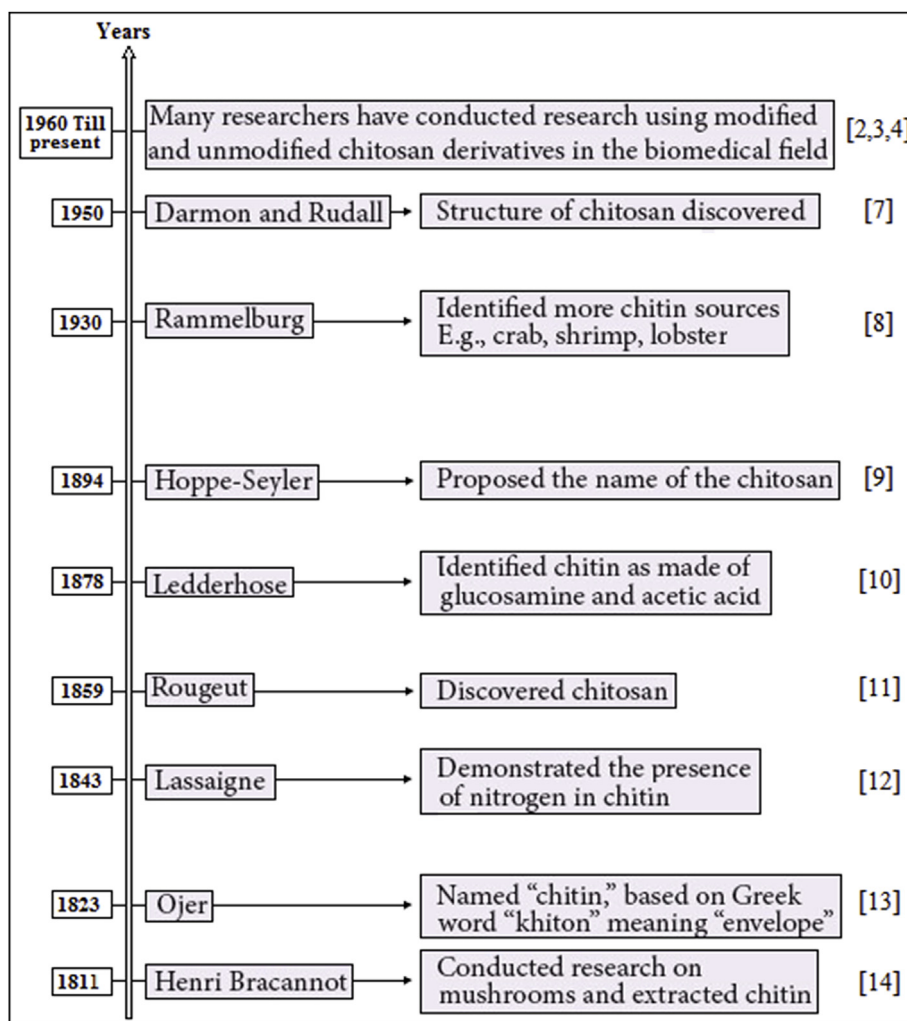 Years
1960 Till
present
Many researchers have conducted research using modified
and unmodified chitosan derivatives in the biomedical field
[2,3,4]
1950
Darmon and Rudall
Structure of chitosan discovered
[7]
1930
Rammelburg
Identified more chitin sources
E.g., crab, shrimp, lobster
[8]
1894
Hoppe-Seyler
Proposed the name of the chitosan
[9]
1878
Ledderhose
Identified chitin as made of
glucosamine and acetic acid
[10]
1859
Rougeut
Discovered chitosan
[11]
1843
Lassaigne
Demonstrated the presence
of nitrogen in chitin
[12]
1823
Ojer
Named “chitin,” based on Greek
word “khiton” meaning “envelope”
[13]
1811
Henri Bracannot
Conducted research on
mushrooms and extracted chitin
[14]